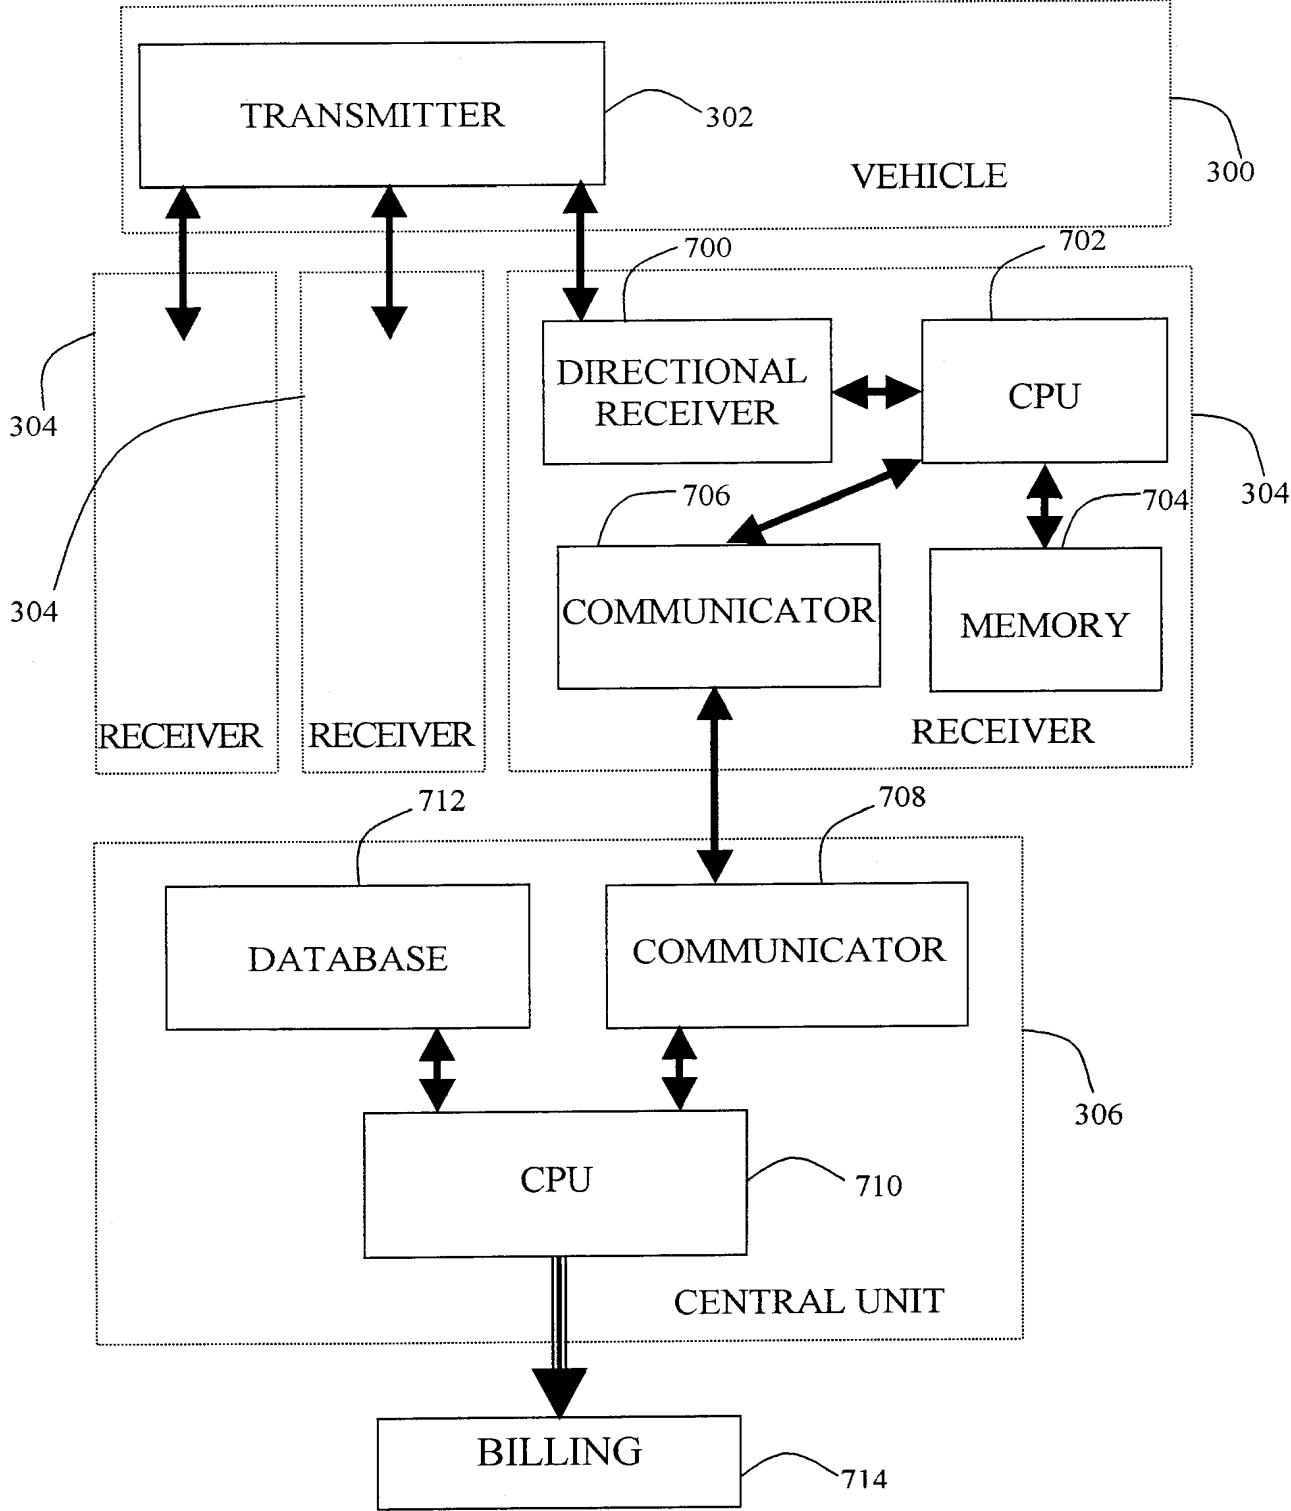 TRANSMITTER
302
VEHICLE
300
700
702
DIRECTIONAL
RECEIVER
CPU
304
304
304
706
704
COMMUNICATOR
MEMORY
RECEIVER
RECEIVER
RECEIVER
712
708
DATABASE
COMMUNICATOR
306
CPU
710
CENTRAL UNIT
BILLING
714